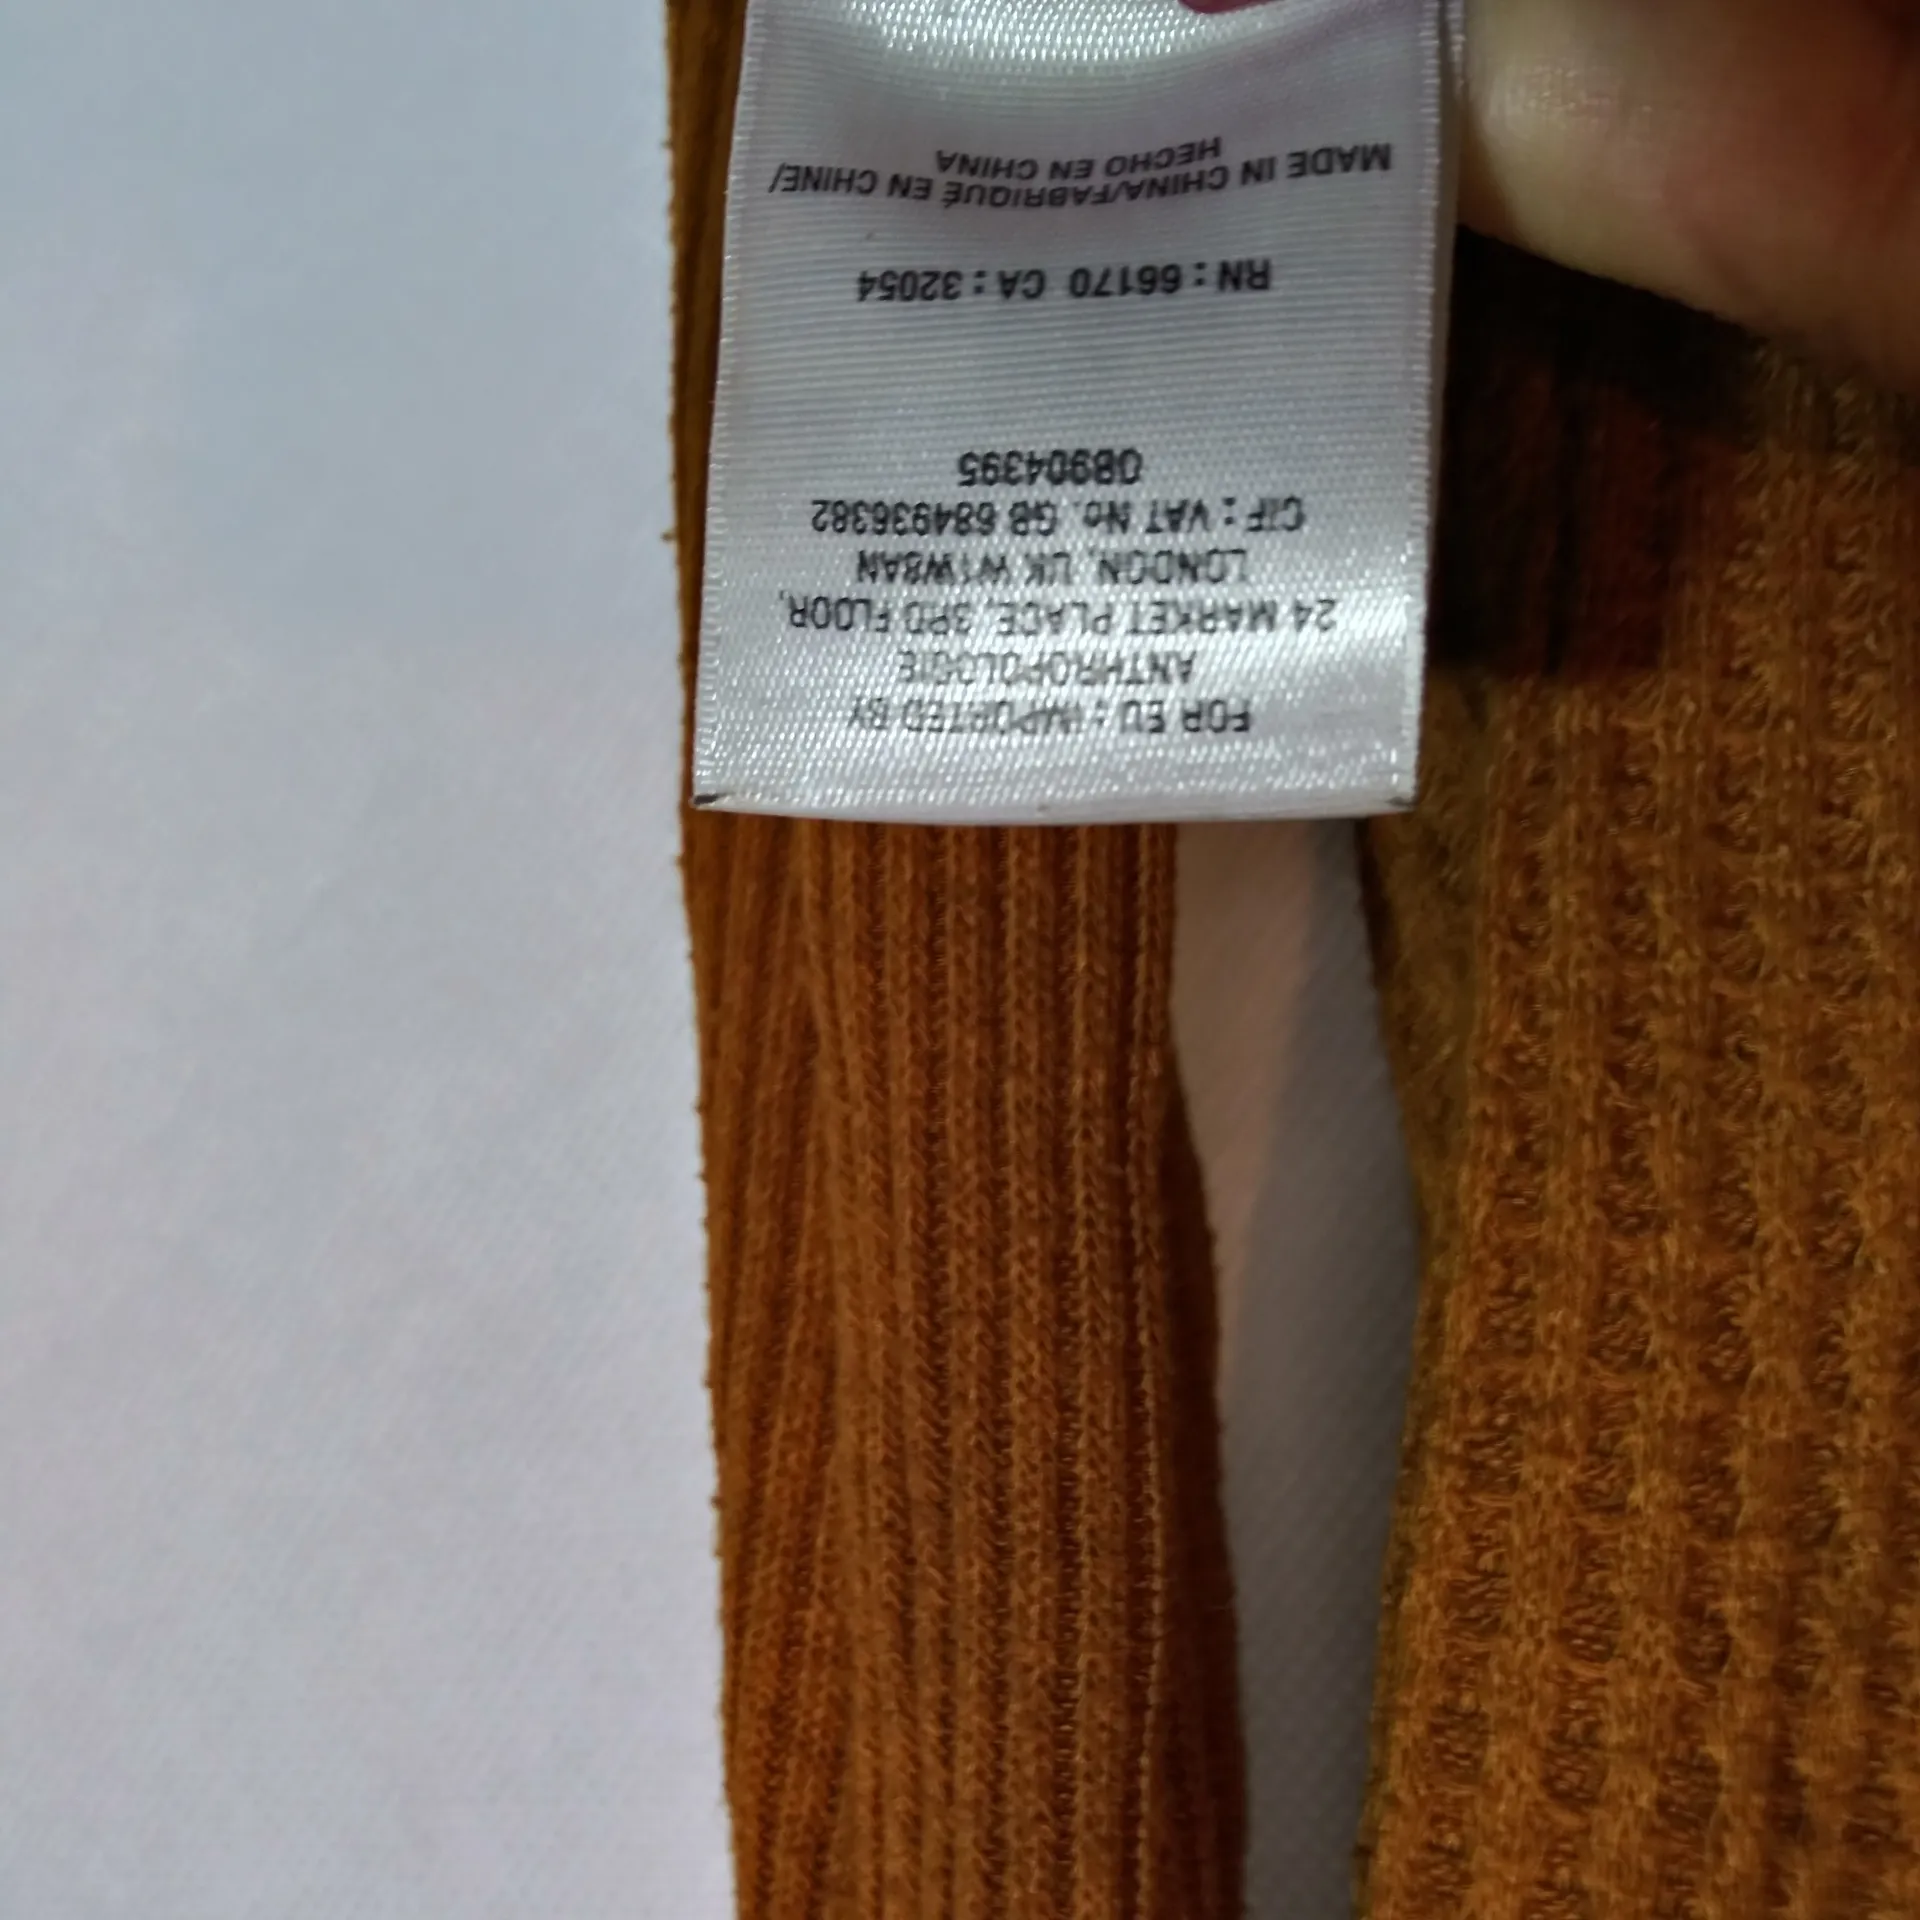 FOR EU : IMPORTED BY
ANTHROPOLOGIE
24 MARKET PLACE, 3RD FLOOR,
LONDON, UK W1W8AN
CIF : VAT No. GB 684936382
0B904395
RN : 66170 CA : 32054
MADE IN CHINA/FABRIQUÉ EN CHINE/
HECHO EN CHINA